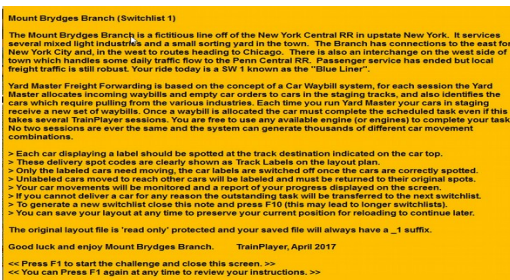 Mount Brydges Branch (Switchlist 1)
The Mount Brydges Branch is a fictitious line off of the New York Central RR in upstate New York. It services
several mixed light industries and a small sorting yard in the town. The Branch has connections to the east for
New York City and, in the west to routes heading to Chicago. There is also an interchange on the west side of
town which handles some daily traffic flow to the Penn Central RR. Passenger service has ended but local
freight traffic is still robust. Your ride today is a SW 1 known as the "Blue Liner".
Yard Master Freight Forwarding is based on the concept of a Car Waybill system, for each session the Yard
Master allocates incoming waybills and empty car orders to cars in the staging tracks, and also identifies the
cars which require pulling from the various industries. Each time you run Yard Master your cars in staging
receive a new set of waybills. Once a waybill is allocated the car must complete the scheduled task even if this
takes several TrainPlayer sessions. You are free to use any available engine (or engines) to complete your task
No two sessions are ever the same and the system can generate thousands of different car movement
combinations.
> Each car displaying a label should be spotted at the track destination indicated on the car top.
> These delivery spot codes are clearly shown as Track Labels on the layout plan.
> Only the labeled cars need moving, the car labels are switched off once the cars are correctly spotted.
> Unlabeled cars moved to reach other cars will be labeled and must be returned to their original spots.
> Your car movements will be monitored and a report of your progress displayed on the screen.
> If you cannot deliver a car for any reason the outstanding task will be transferred to the next switchlist.
> To generate a new switchlist close this note and press F10 (this may lead to longer switchlists).
> You can save your layout at any time to preserve your current position for reloading to continue later.
The original layout file is 'read only' protected and your saved file will always have a _1 suffix.
Good luck and enjoy Mount Brydges Branch. TrainPlayer, April 2017
<< Press F1 to start the challenge and close this screen. >>
<< You can Press F1 again at any time to review your instructions. >>